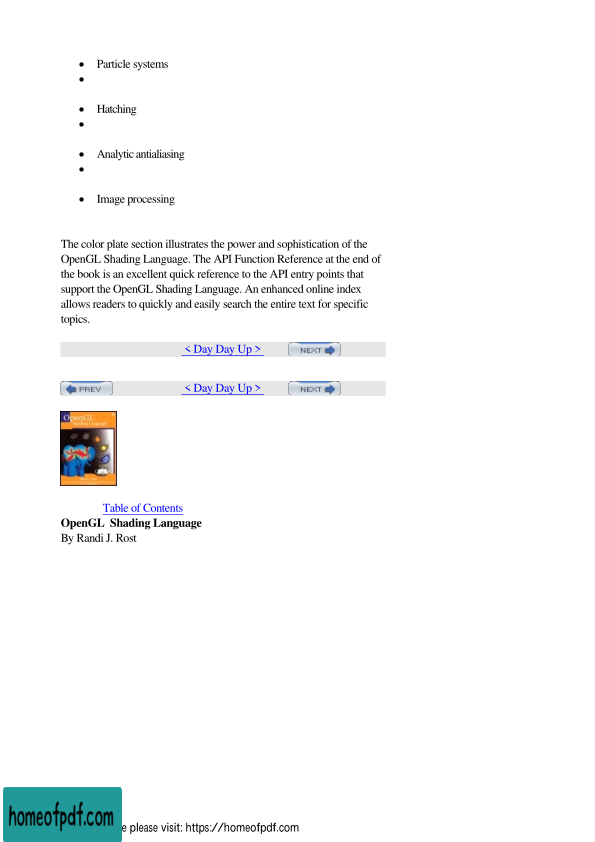 • Particle systems
•
• Hatching
•
• Analytic antialiasing
•
• Image processing
The color plate section illustrates the power and sophistication of the
OpenGL Shading Language. The API Function Reference at the end of
the book is an excellent quick reference to the API entry points that
support the OpenGL Shading Language. An enhanced online index
allows readers to quickly and easily search the entire text for specific
topics.
< Day Day Up > NEXT
PREV < Day Day Up > NEXT
OpenGL
Shading Language
Table of Contents
OpenGL Shading Language
By Randi J. Rost
homeofpdf.com
e please visit: https://homeofpdf.com